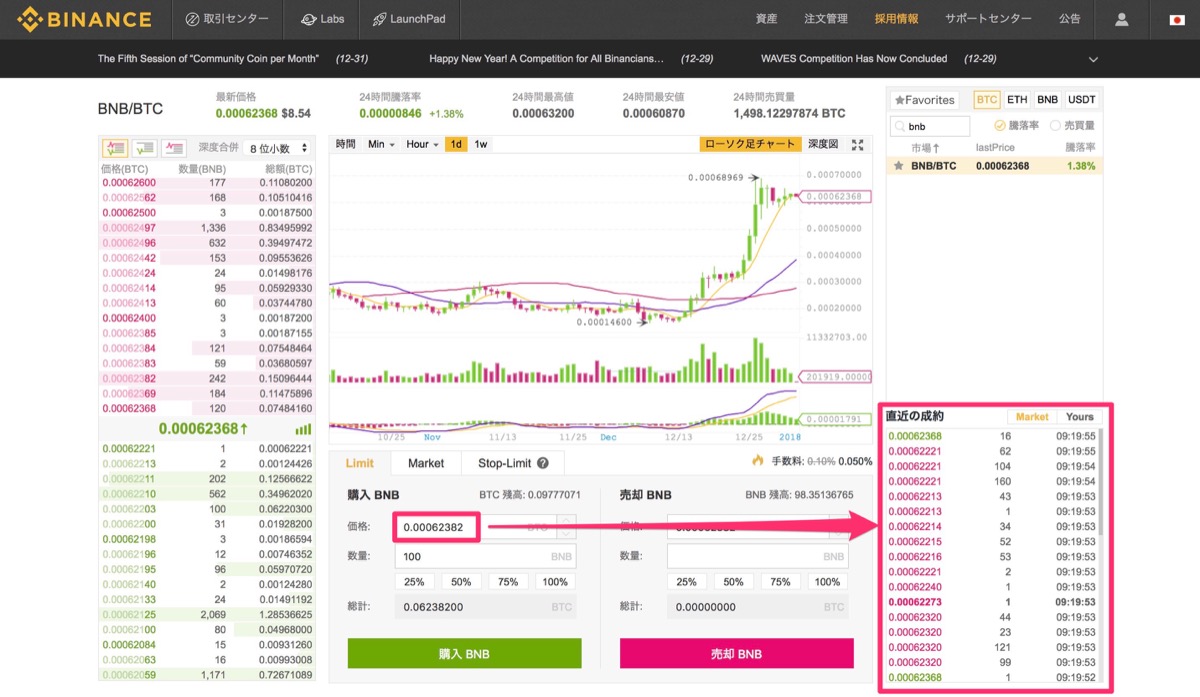 BINANCE 取引センター Labs LaunchPad 資産 注文管理 採用情報 サポートセンター 公告
The Fifth Session of "Community Coin per Month" (12-31) Happy New Year! A Competition for All Binancians... (12-29) WAVES Competition Has Now Concluded (12-29)
BNB/BTC
最新価格
0.00062368 $8.54
24時間騰落率
0.00000846 +1.38%
24時間最高値
0.00063200
24時間最安値
0.00060870
24時間売買量
1,498.12297874 BTC
深度合併 8 位小数
価格(BTC) 数量(BNB) 総額(BTC)
0.00062600 177 0.11080200
0.00062562 168 0.10510416
0.00062500 3 0.00187500
0.00062497 1,336 0.83495992
0.00062496 632 0.39497472
0.00062442 153 0.09553626
0.00062424 24 0.01498176
0.00062414 95 0.05929330
0.00062413 60 0.03744780
0.00062400 3 0.00187200
0.00062385 3 0.00187155
0.00062384 121 0.07548464
0.00062383 59 0.03680597
0.00062382 242 0.15096444
0.00062369 184 0.11475896
0.00062368 120 0.07484160
0.00062368↑
0.00062221 1 0.00062221
0.00062213 2 0.00124426
0.00062211 202 0.12566622
0.00062210 562 0.34962020
0.00062203 100 0.06220300
0.00062200 31 0.01928200
0.00062198 3 0.00186594
0.00062196 12 0.00746352
0.00062195 96 0.05970720
0.00062140 2 0.00124280
0.00062133 24 0.01491192
0.00062125 2,069 1.28536625
0.00062100 80 0.04968000
0.00062084 15 0.00931260
0.00062063 16 0.00993008
0.00062059 1,171 0.72671089
時間 Min Hour 1d 1w ローソク足チャート 深度図
0.00068969
0.00014600
0.00070000
0.00062368
0.00050000
0.00040000
0.00030000
0.00020000
11332703.00
201919.00000
0.00001791
10/25 Nov 11/13 11/25 Dec 12/13 12/25 2018
Limit Market Stop-Limit ? 手数料: 0.10% 0.050%
購入 BNB BTC 残高: 0.09777071
価格: 0.00062382 BTC
数量: 100 BNB
25% 50% 75% 100%
総計: 0.06238200 BTC
購入 BNB
売却 BNB BNB 残高: 98.35136765
価格:
数量: BNB
25% 50% 75% 100%
総計: 0.00000000 BTC
売却 BNB
Favorites BTC ETH BNB USDT
bnb 騰落率 売買量
市場↑ lastPrice 騰落率
BNB/BTC 0.00062368 1.38%
直近の成約 Market Yours
0.00062368 16 09:19:55
0.00062221 62 09:19:55
0.00062221 104 09:19:54
0.00062221 160 09:19:54
0.00062213 43 09:19:53
0.00062213 1 09:19:53
0.00062214 34 09:19:53
0.00062215 52 09:19:53
0.00062216 53 09:19:53
0.00062221 2 09:19:53
0.00062240 1 09:19:53
0.00062273 1 09:19:53
0.00062320 44 09:19:53
0.00062320 23 09:19:53
0.00062320 121 09:19:53
0.00062320 99 09:19:53
0.00062368 1 09:19:52